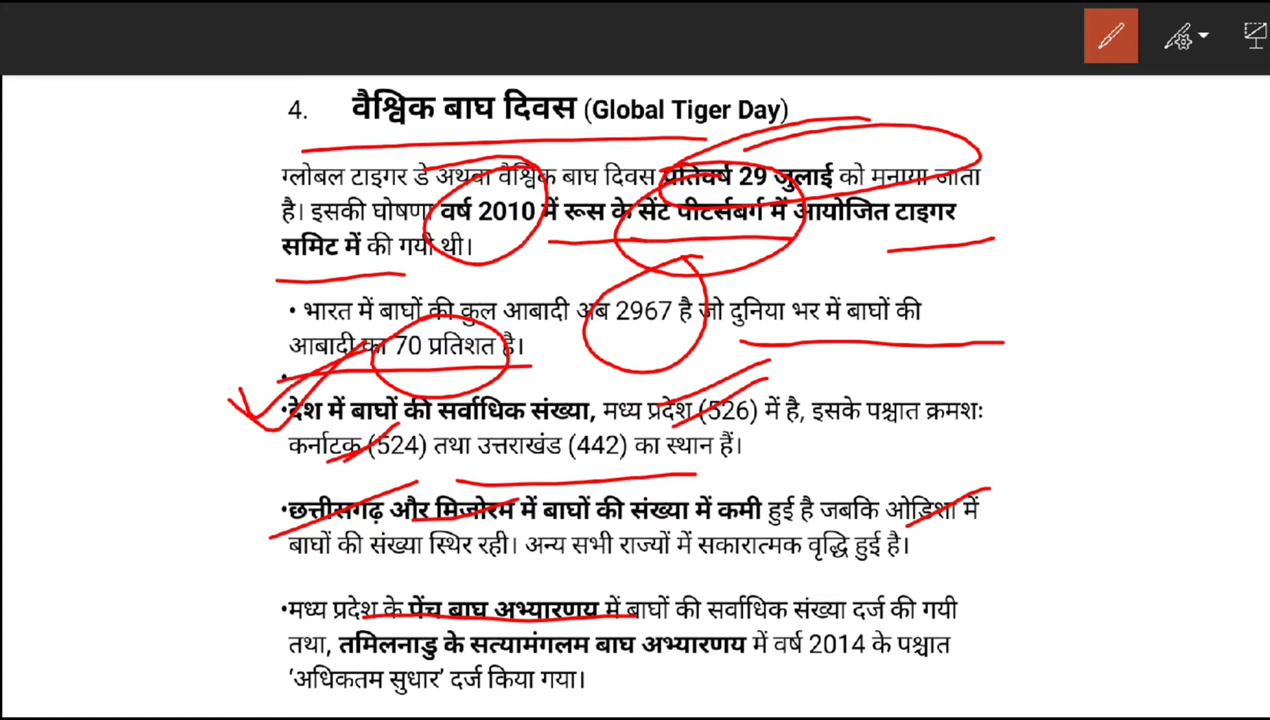 4. वैश्विक बाघ दिवस (Global Tiger Day)
ग्लोबल टाइगर डे अथवा वैश्विक बाघ दिवस प्रतिवर्ष 29 जुलाई को मनाया जाता
है। इसकी घोषणा वर्ष 2010 में रूस के सेंट पीटर्सबर्ग में आयोजित टाइगर
समिट में की गयी थी।
• भारत में बाघों की कुल आबादी अब 2967 है जो दुनिया भर में बाघों की
आबादी का 70 प्रतिशत है।
•
•देश में बाघों की सर्वाधिक संख्या, मध्य प्रदेश (526) में है, इसके पश्चात क्रमशः
कर्नाटक (524) तथा उत्तराखंड (442) का स्थान हैं।
•छत्तीसगढ़ और मिजोरम में बाघों की संख्या में कमी हुई है जबकि ओडिशा में
बाघों की संख्या स्थिर रही। अन्य सभी राज्यों में सकारात्मक वृद्धि हुई है।
•मध्य प्रदेश के पेंच बाघ अभ्यारणय में बाघों की सर्वाधिक संख्या दर्ज की गयी
तथा, तमिलनाडु के सत्यामंगलम बाघ अभ्यारणय में वर्ष 2014 के पश्चात
‘अधिकतम सुधार’ दर्ज किया गया।